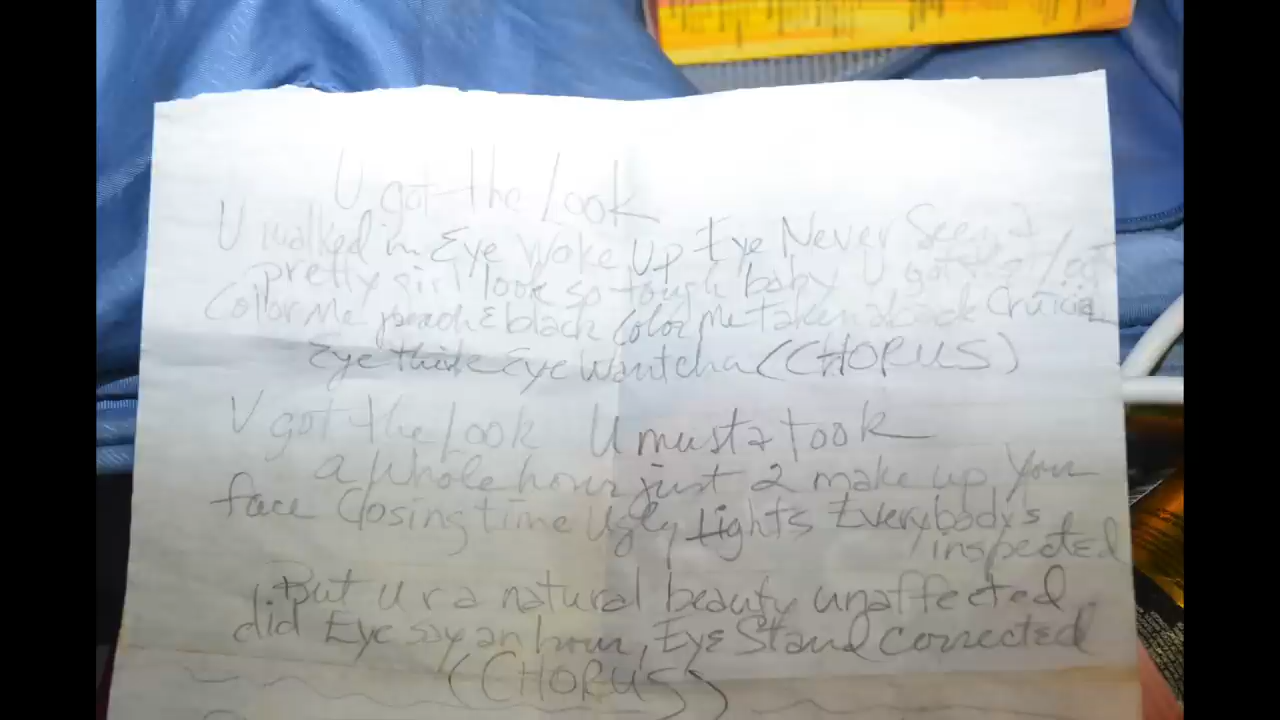 U got the Look
U walked in Eye Woke Up Eye Never Seen a
pretty girl look so tough baby U got that look
Color Me peach & black Color Me taken aback Crucial
Eye think Eye Wantcha (CHORUS)
U got the Look U musta took
a Whole hour just 2 make up Your
face Closing time Ugly Lights Everybody's
inspected
But U r a natural beauty unaffected
did Eye say an hour, Eye Stand corrected
(CHORUS)